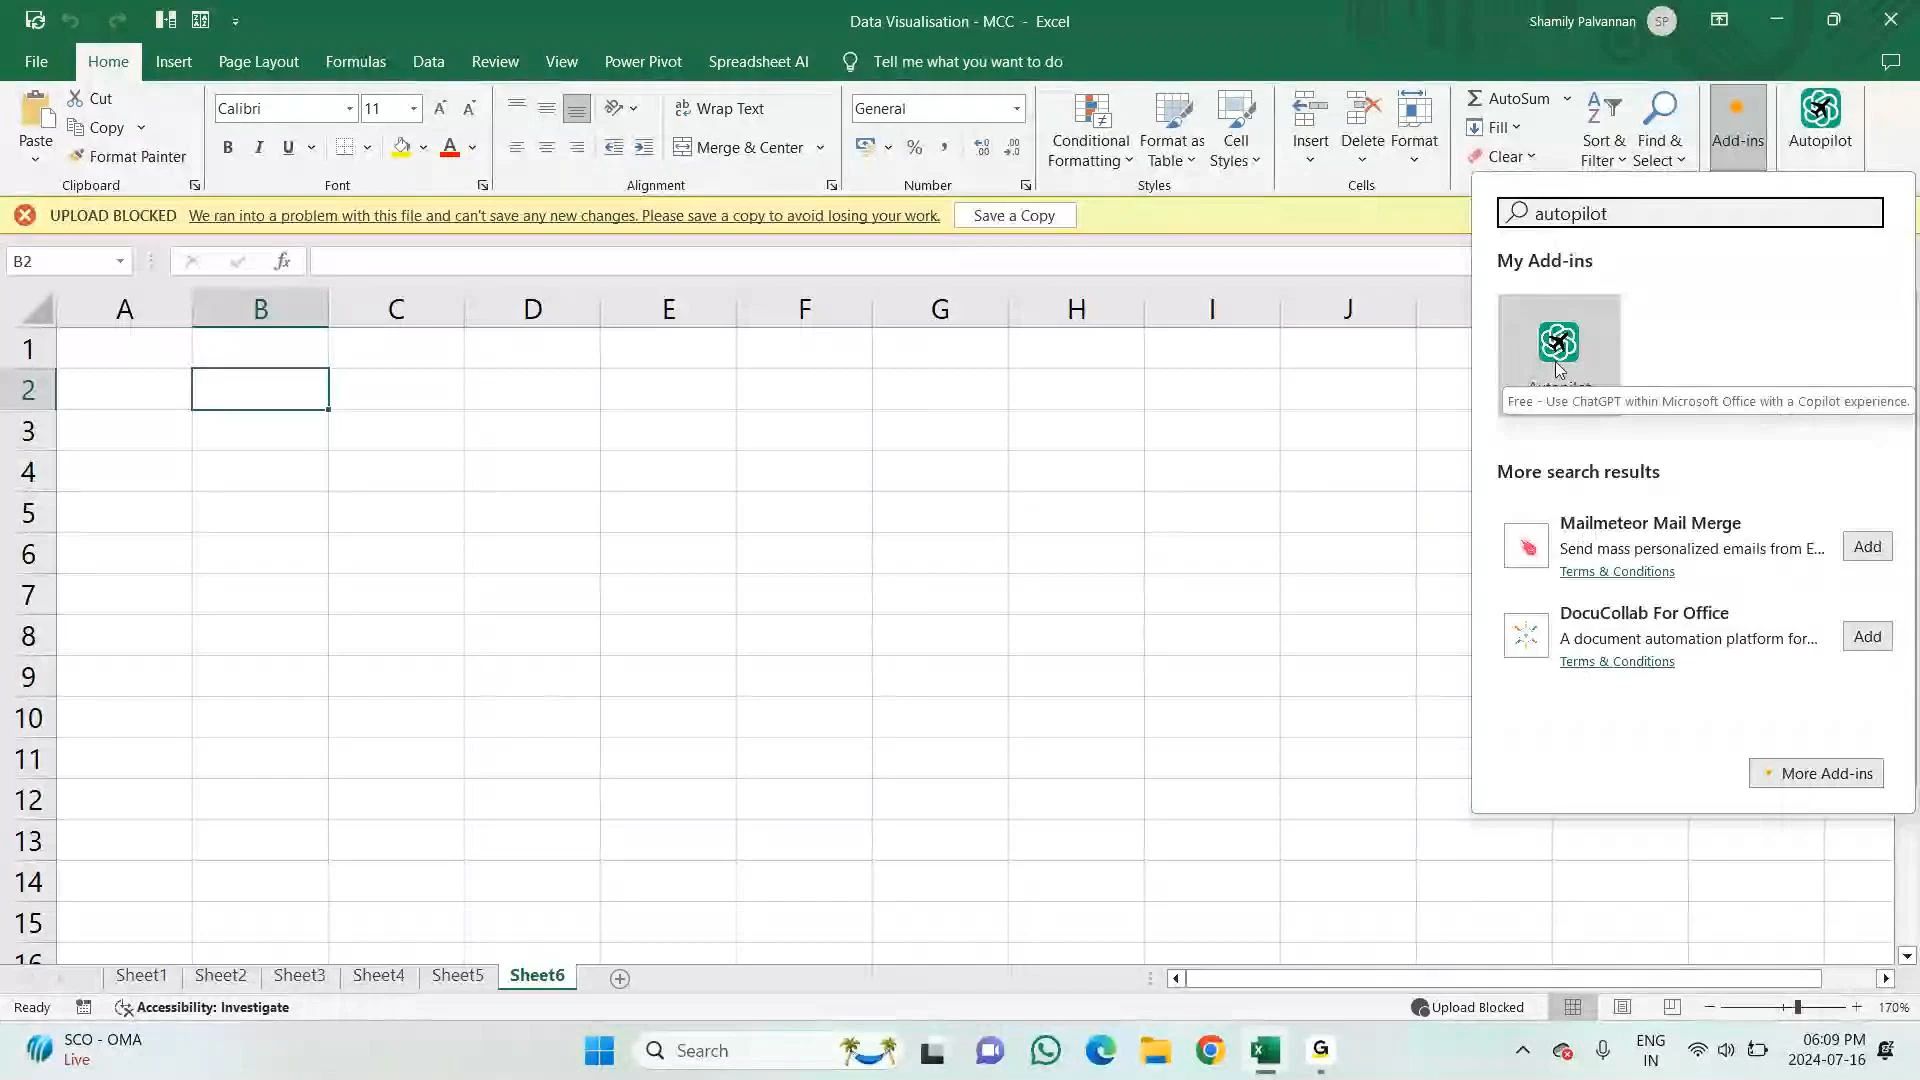 Data Visualisation - MCC - Excel
Shamily Palvannan
SP
File
Home
Insert
Page Layout
Formulas
Data
Review
View
Power Pivot
Spreadsheet AI
Tell me what you want to do
Paste
Cut
Copy
Format Painter
Clipboard
Calibri
11
B I U
Font
Wrap Text
Merge & Center
Alignment
General
Number
Conditional Formatting
Format as Table
Cell Styles
Styles
Insert
Delete
Format
Cells
AutoSum
Fill
Clear
Sort & Filter
Find & Select
Add-ins
Autopilot
UPLOAD BLOCKED We ran into a problem with this file and can't save any new changes. Please save a copy to avoid losing your work. Save a Copy
B2
fx
A B C D E F G H I J
1
2
3
4
5
6
7
8
9
10
11
12
13
14
15
16
autopilot
My Add-ins
Free - Use ChatGPT within Microsoft Office with a Copilot experience.
More search results
Mailmeteor Mail Merge
Send mass personalized emails from E...
Terms & Conditions
Add
DocuCollab For Office
A document automation platform for...
Terms & Conditions
Add
More Add-ins
Sheet1 Sheet2 Sheet3 Sheet4 Sheet5 Sheet6
Ready
Accessibility: Investigate
Upload Blocked
170%
SCO - OMA
Live
Search
ENG
IN
06:09 PM
2024-07-16